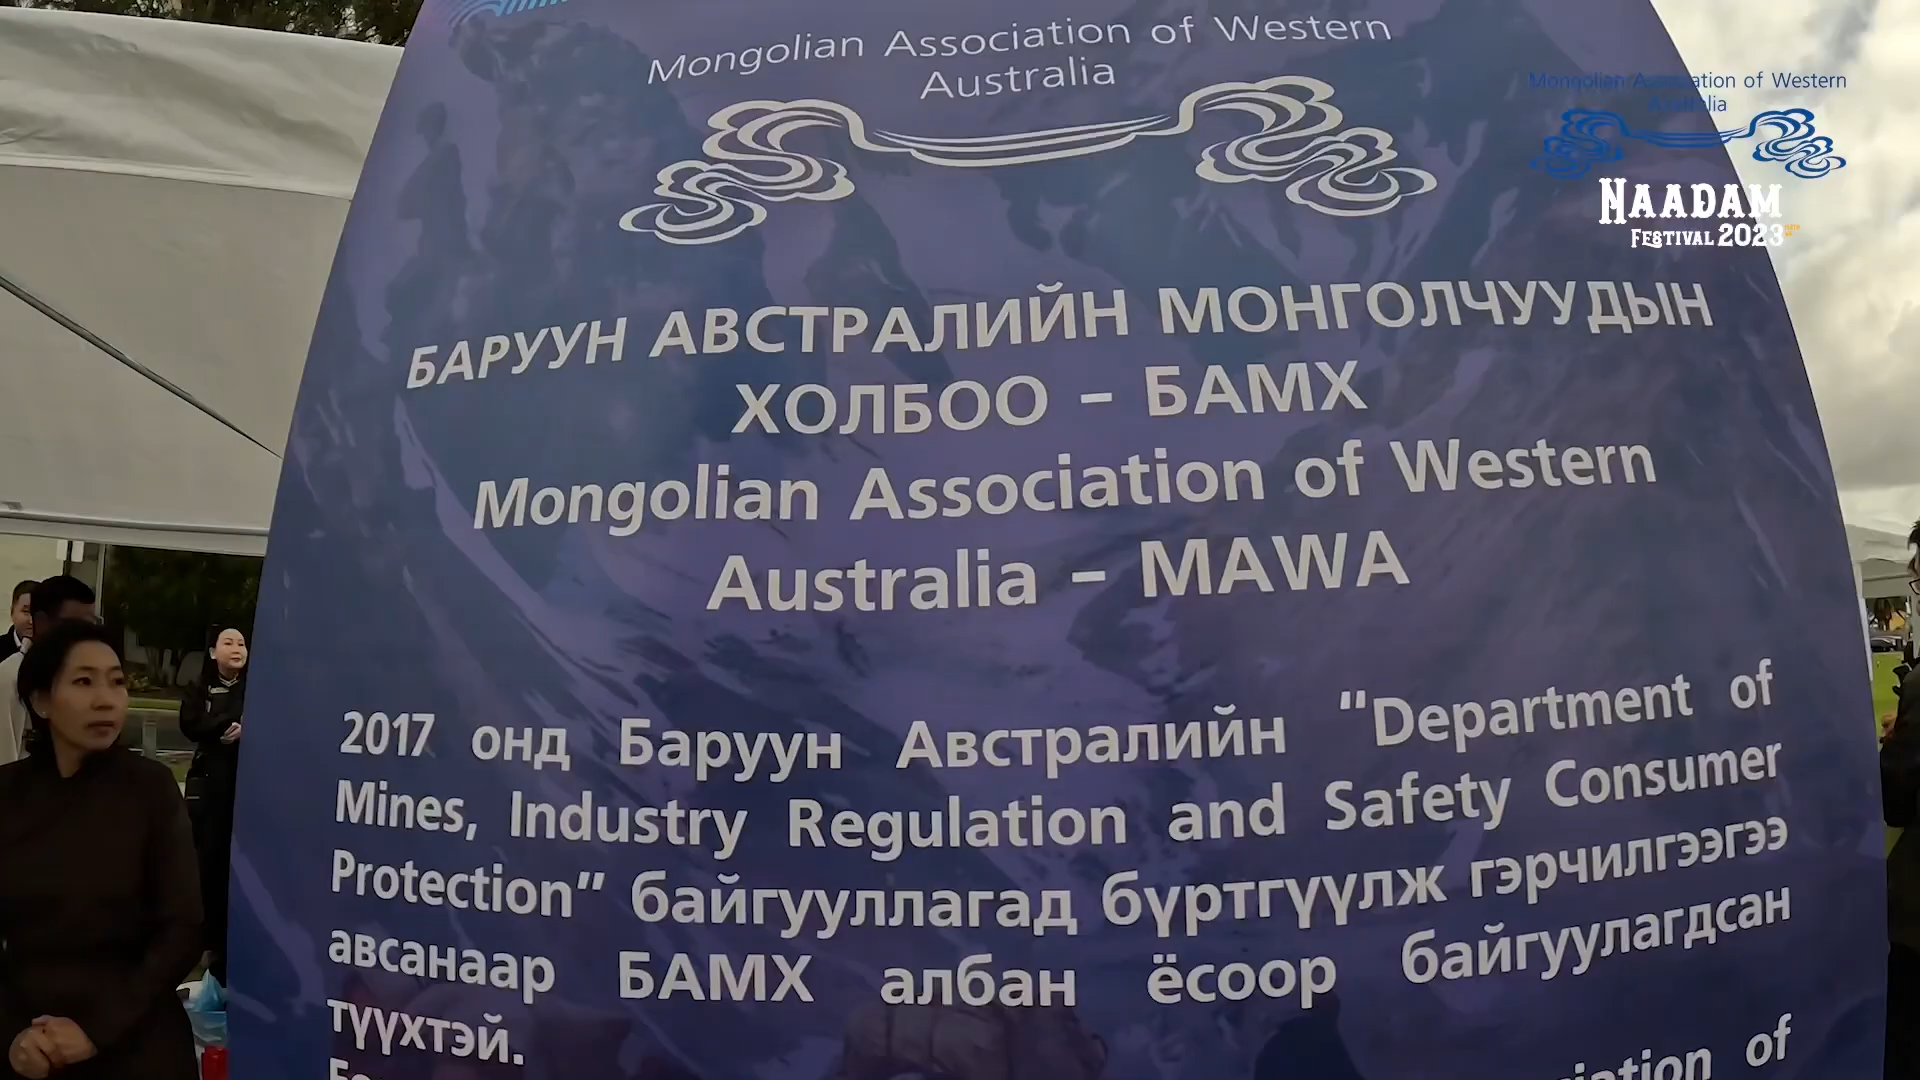 Mongolian Association of Western
Australia
БАРУУН АВСТРАЛИЙН МОНГОЛЧУУДЫН
ХОЛБОО – БАМХ
Mongolian Association of Western
Australia – MAWA
2017 онд Баруун Австралийн “Department of
Mines, Industry Regulation and Safety Consumer
Protection” байгууллагад бүртгүүлж гэрчилгээгээ
авсанаар БАМХ албан ёсоор байгуулагдсан
түүхтэй.
of
Mongolian Association of Western
Australia
NAADAM
FESTIVAL 2023